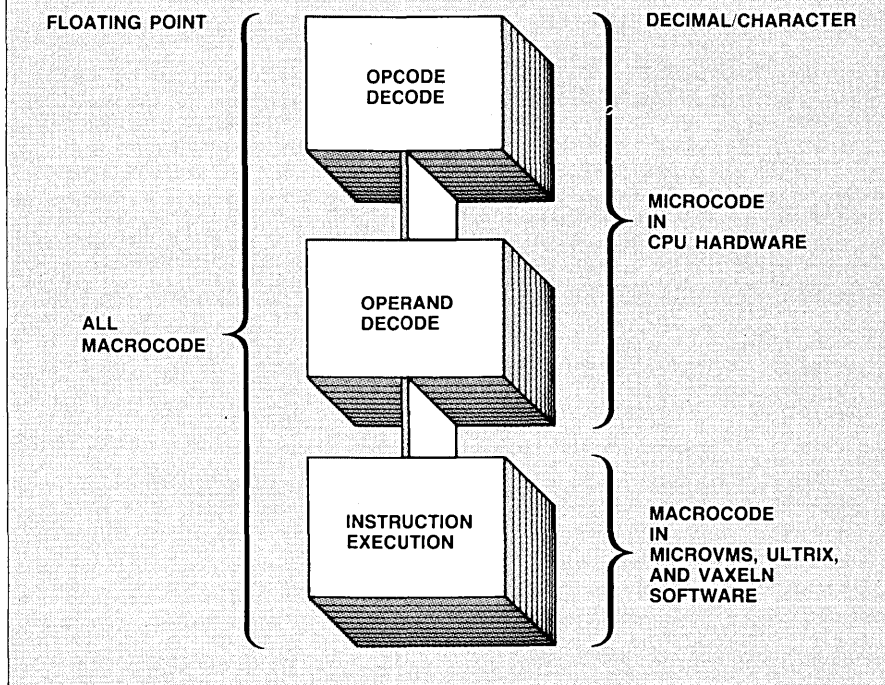 FLOATING POINT
DECIMAL/CHARACTER
OPCODE
DECODE
MICROCODE
IN
CPU HARDWARE
OPERAND
DECODE
ALL
MACROCODE
INSTRUCTION
EXECUTION
MACROCODE
IN
MICROVMS, ULTRIX,
AND VAXELN
SOFTWARE